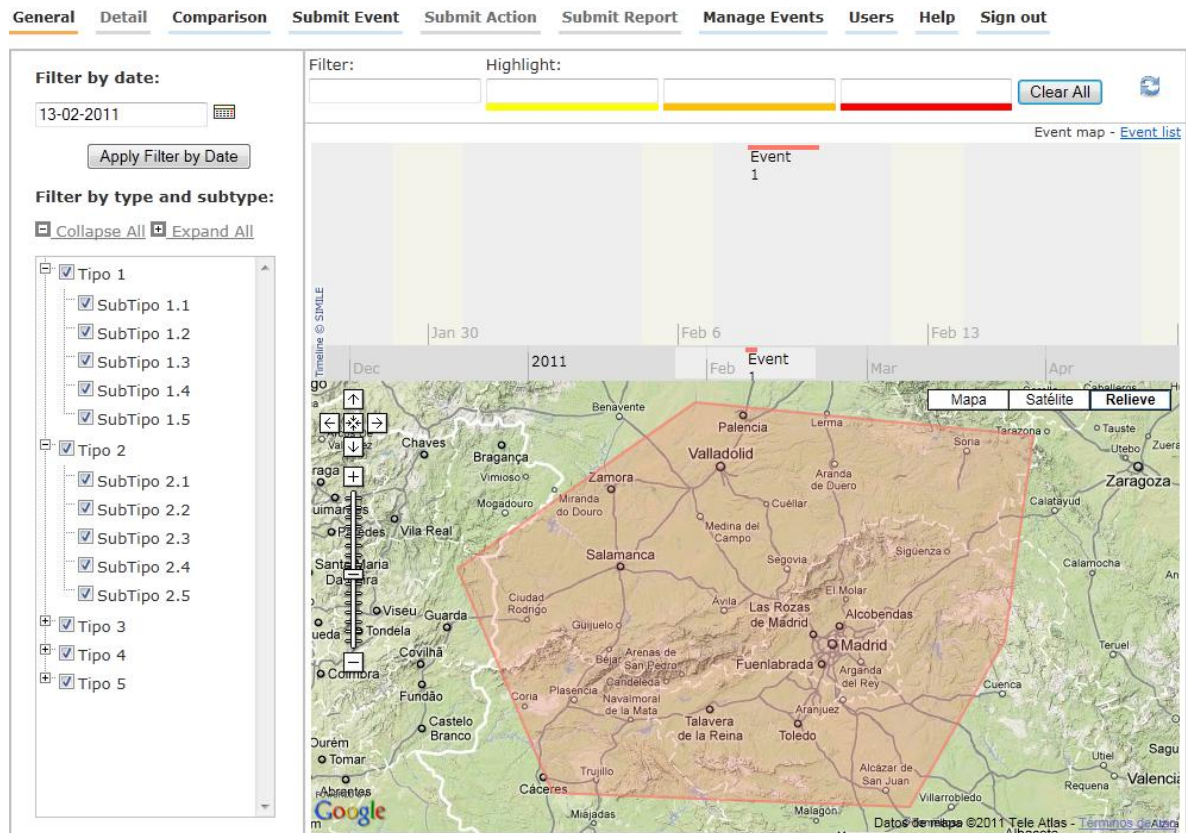 General Detail Comparison Submit Event Submit Action Submit Report Manage Events Users Help Sign out
Filter by date:
13-02-2011
Apply Filter by Date
Filter by type and subtype:
Collapse All Expand All
Tipo 1
SubTipo 1.1
SubTipo 1.2
SubTipo 1.3
SubTipo 1.4
SubTipo 1.5
Tipo 2
SubTipo 2.1
SubTipo 2.2
SubTipo 2.3
SubTipo 2.4
SubTipo 2.5
Tipo 3
Tipo 4
Tipo 5
Filter: Highlight:
Clear All
Event map - Event list
Event
1
Timeline © SIMILE
Jan 30 Feb 6 Feb 13
Dec 2011 Feb Event Mar Apr
1
Mapa Satélite Relieve
Benavente
Palencia
Lerma
Soria
Tarazona
Tauste
Utebo
Zuera
Chaves
Bragança
Valladolid
Zaragoza
Vimioso
Zamora
Aranda
de Duero
Mogadouro
Miranda
do Douro
Cuéllar
Calatayud
Vila Real
Medina del
Campo
Salamanca
Segovia
Sigüenza
Calamocha
Ciudad
Rodrigo
Ávila
El Molar
Viseu
Guarda
Las Rozas
de Madrid
Alcobendas
Tondela
Guijuelo
Madrid
Teruel
Covilhã
Béjar
Arenas de
San Pedro
Fuenlabrada
Arganda
del Rey
Coimbra
Candeleda
Fundão
Coria
Plasencia
Navalmoral
de la Mata
Cuenca
Aranjuez
Castelo
Branco
Talavera
de la Reina
Toledo
Ourém
Tomar
Utiel
Sagu
Trujillo
Alcázar de
San Juan
Requena
Valencia
Abrantes
Cáceres
Villarrobledo
Google
Miajadas
Malagón
Datos de mapa ©2011 Tele Atlas -